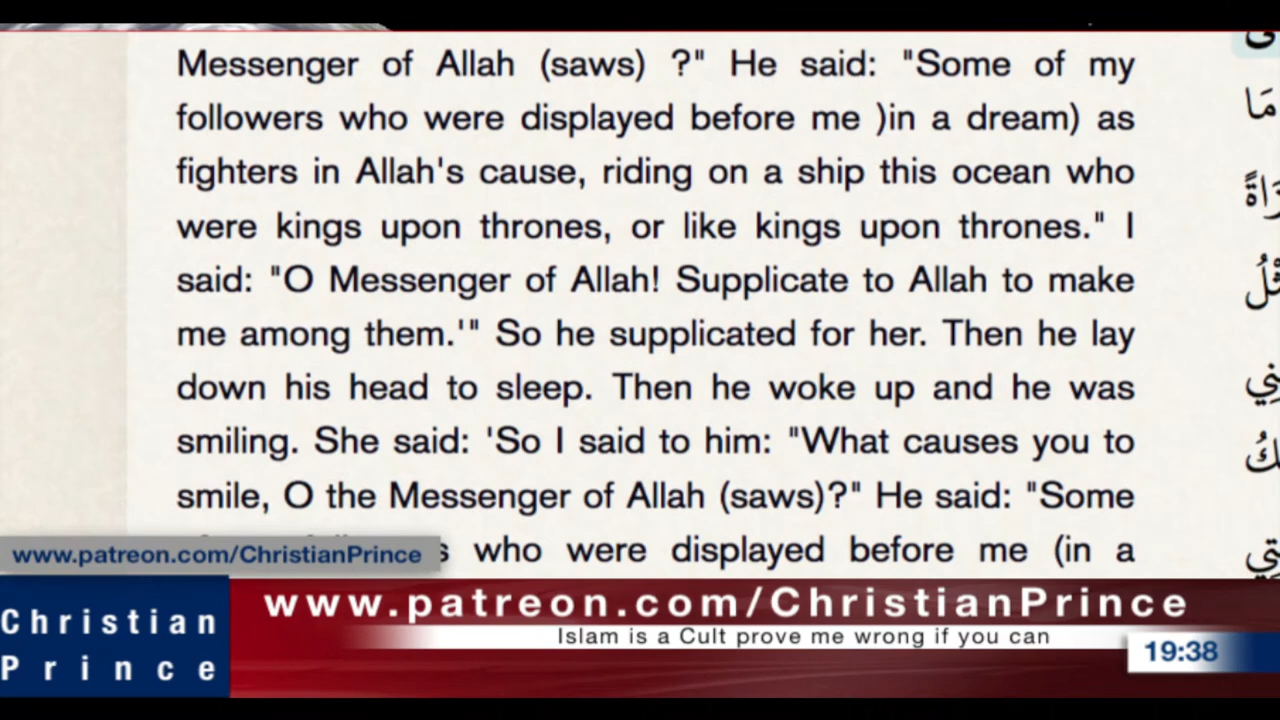 Messenger of Allah (saws) ?" He said: "Some of my
followers who were displayed before me )in a dream) as
fighters in Allah's cause, riding on a ship this ocean who
were kings upon thrones, or like kings upon thrones." I
said: "O Messenger of Allah! Supplicate to Allah to make
me among them.'" So he supplicated for her. Then he lay
down his head to sleep. Then he woke up and he was
smiling. She said: 'So I said to him: "What causes you to
smile, O the Messenger of Allah (saws)?" He said: "Some
who were displayed before me (in a
مَا
نِي
كُ
تِي
www.patreon.com/ChristianPrince
Christian
Prince
www.patreon.com/ChristianPrince
Islam is a Cult prove me wrong if you can
19:38